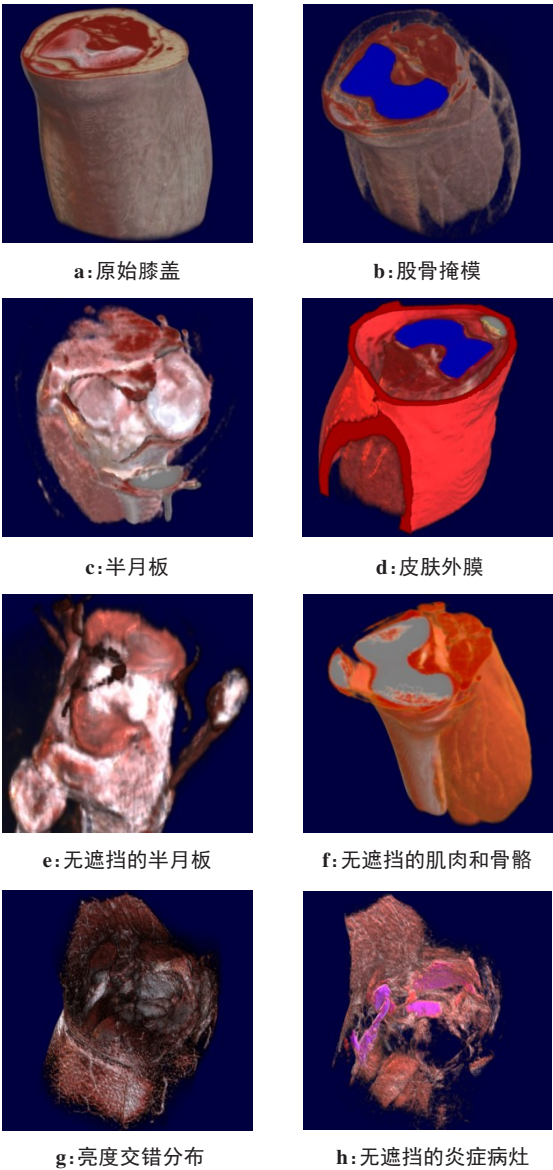 a:原始膝盖
b:股骨掩模
c:半月板
d:皮肤外膜
e:无遮挡的半月板
f:无遮挡的肌肉和骨骼
g:亮度交错分布
h:无遮挡的炎症病灶